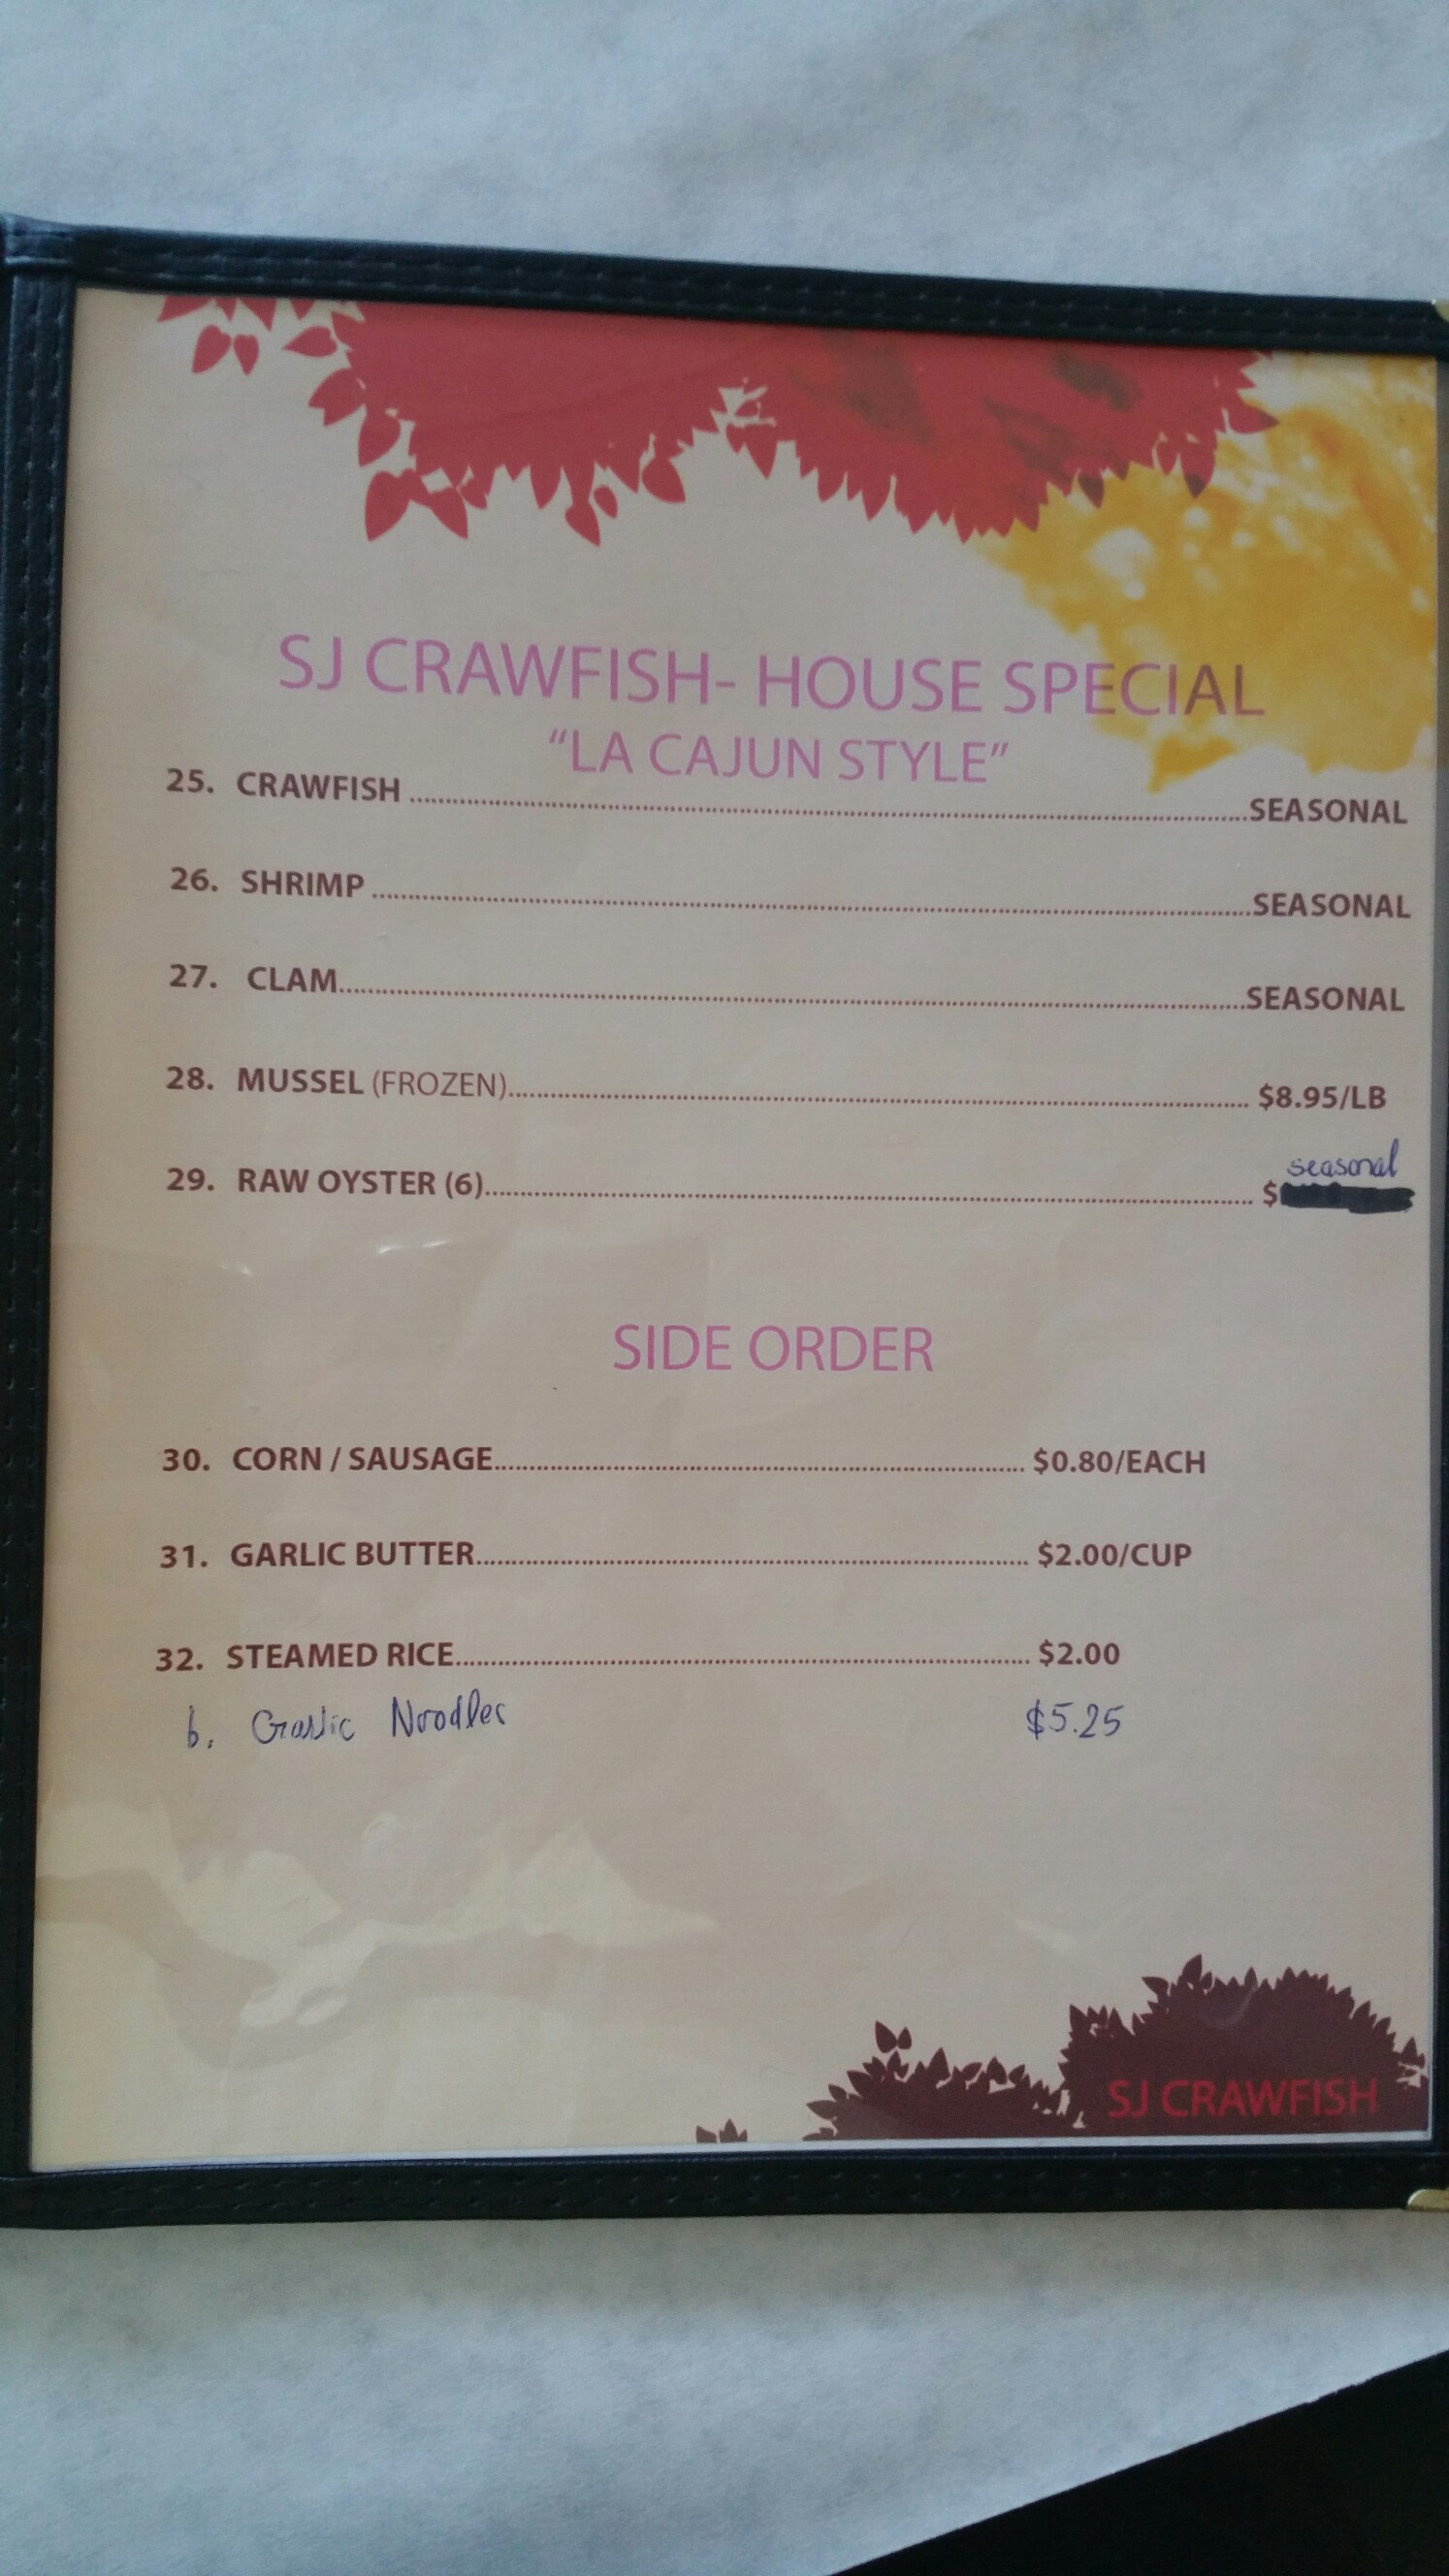 SJ CRAWFISH- HOUSE SPECIAL
"LA CAJUN STYLE"
25. CRAWFISH ........ SEASONAL
26. SHRIMP ........ SEASONAL
27. CLAM ........ SEASONAL
28. MUSSEL (FROZEN) ........ $8.95/LB
seasonal
29. RAW OYSTER (6) ........ $
SIDE ORDER
30. CORN / SAUSAGE ........ $0.80/EACH
31. GARLIC BUTTER ........ $2.00/CUP
32. STEAMED RICE ........ $2.00
b. Garlic Noodles $5.25
SJ CRAWFISH